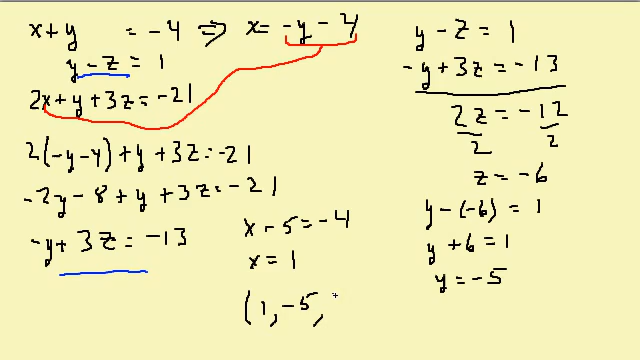 x + y = -4 ⇒ x = -y - 4
y - z = 1
2x + y + 3z = -21
2(-y-4) + y + 3z = -21
-2y - 8 + y + 3z = -21
-y + 3z = -13
x - 5 = -4
x = 1
(1, -5,
y - z = 1
-y + 3z = -13
2z = -12
2 2
z = -6
y - (-6) = 1
y + 6 = 1
y = -5